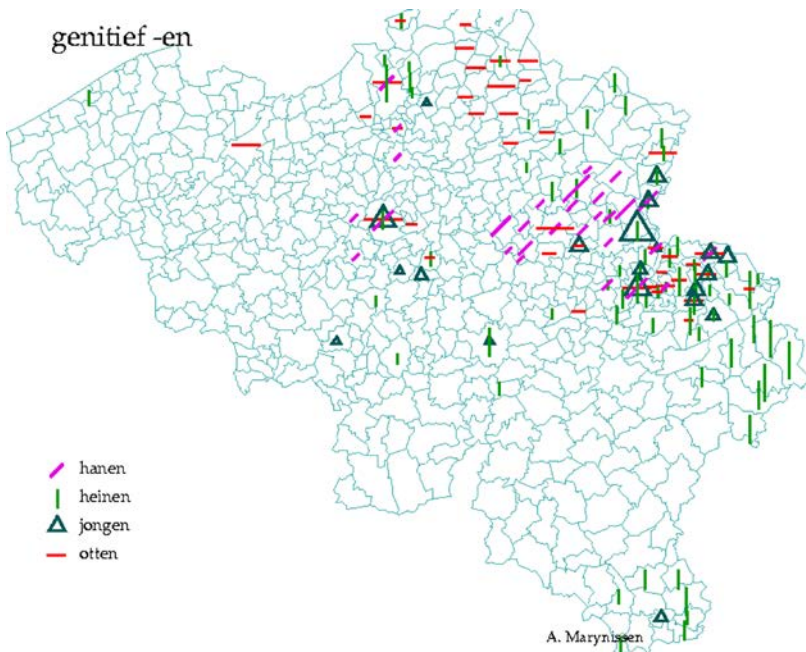 genitief -en
hanen
heinen
jongen
otten
A. Marynissen